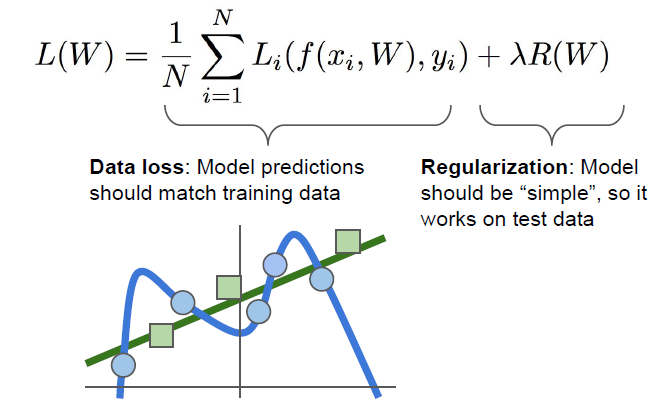 L(W) = \frac{1}{N} \sum_{i=1}^{N} L_i(f(x_i, W), y_i) + \lambda R(W)
Data loss: Model predictions
should match training data
Regularization: Model
should be “simple”, so it
works on test data